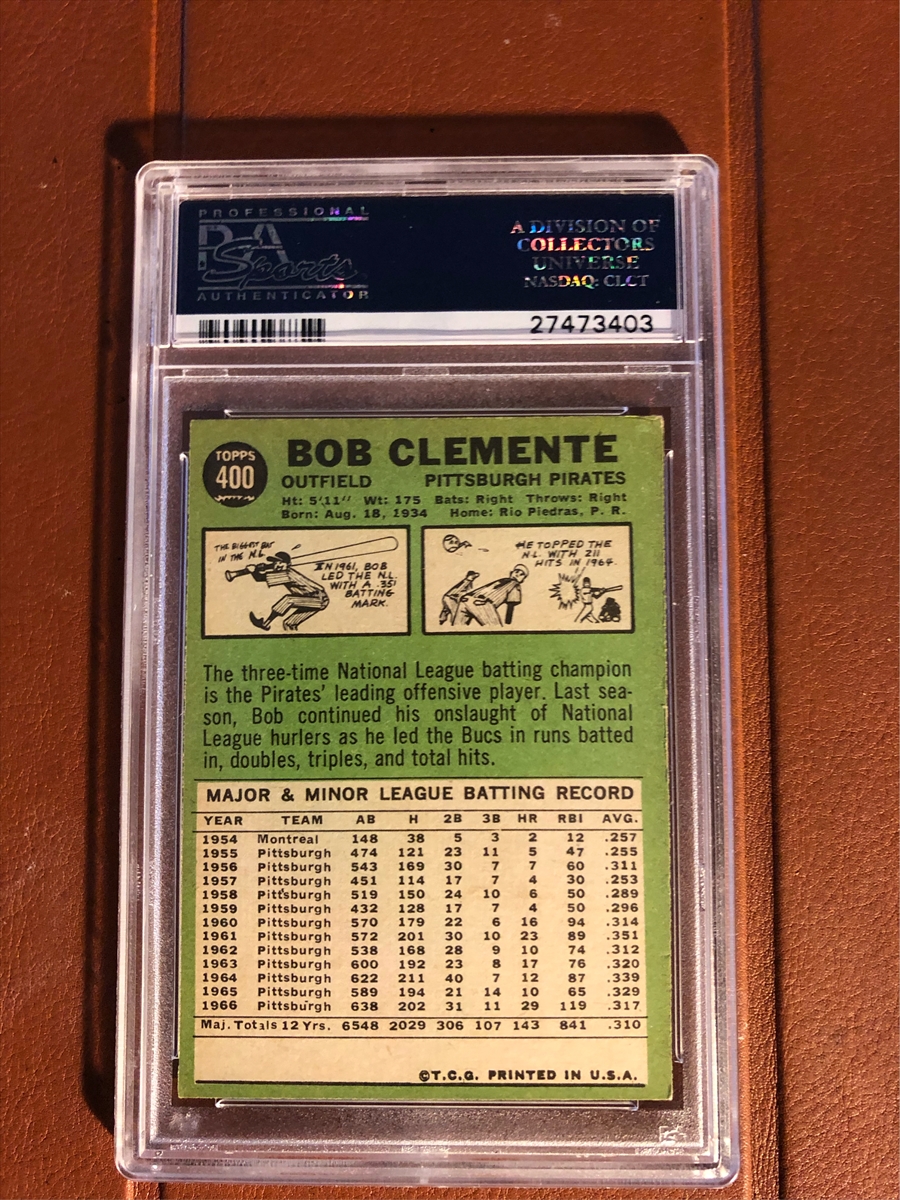 PROFESSIONAL
PSA
Sports
AUTHENTICATOR
A DIVISION OF
COLLECTORS
UNIVERSE
NASDAQ: CLCT
27473403
TOPPS
400
BOB CLEMENTE
OUTFIELD PITTSBURGH PIRATES
Ht: 5'11" Wt: 175 Bats: Right Throws: Right
Born: Aug. 18, 1934 Home: Rio Piedras, P. R.
THE BIGGEST BAT
IN THE N.L.
IN 1961, BOB
LED THE N.L.
WITH A .351
BATTING
MARK.
HE TOPPED THE
N.L. WITH 211
HITS IN 1964.
The three-time National League batting champion
is the Pirates' leading offensive player. Last sea-
son, Bob continued his onslaught of National
League hurlers as he led the Bucs in runs batted
in, doubles, triples, and total hits.
MAJOR & MINOR LEAGUE BATTING RECORD
YEAR TEAM AB H 2B 3B HR RBI AVG.
1954 Montreal 148 38 5 3 2 12 .257
1955 Pittsburgh 474 121 23 11 5 47 .255
1956 Pittsburgh 543 169 30 7 7 60 .311
1957 Pittsburgh 451 114 17 7 4 30 .253
1958 Pittsburgh 519 150 24 10 6 50 .289
1959 Pittsburgh 432 128 17 7 4 50 .296
1960 Pittsburgh 570 179 22 6 16 94 .314
1961 Pittsburgh 572 201 30 10 23 89 .351
1962 Pittsburgh 538 168 28 9 10 74 .312
1963 Pittsburgh 600 192 23 8 17 76 .320
1964 Pittsburgh 622 211 40 7 12 87 .339
1965 Pittsburgh 589 194 21 14 10 65 .329
1966 Pittsburgh 638 202 31 11 29 119 .317
Maj. Totals 12 Yrs. 6548 2029 306 107 143 841 .310
©T.C.G. PRINTED IN U.S.A.